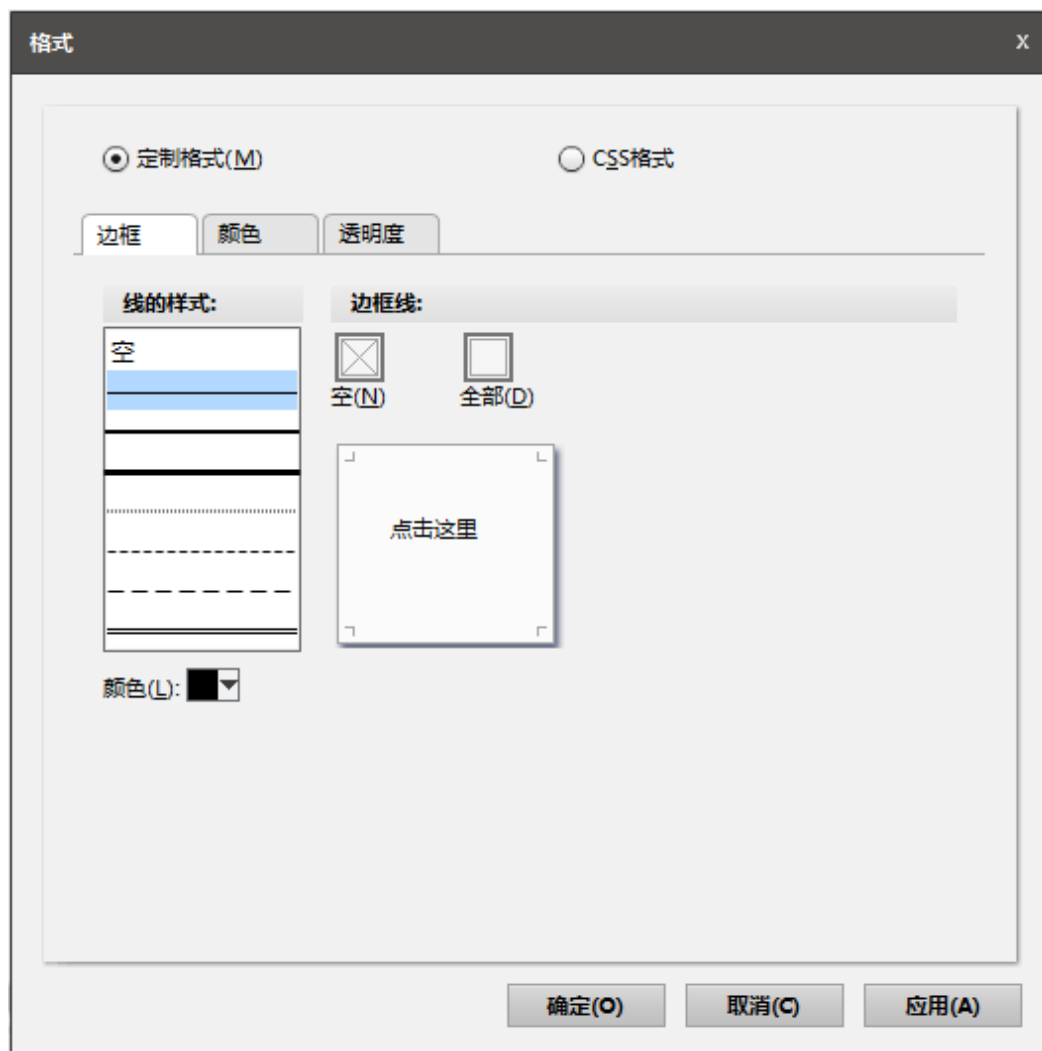 格式 x
定制格式(M) CSS格式
边框 颜色 透明度
线的样式: 边框线:
空
空(N) 全部(D)
点击这里
颜色(L):
确定(O) 取消(C) 应用(A)